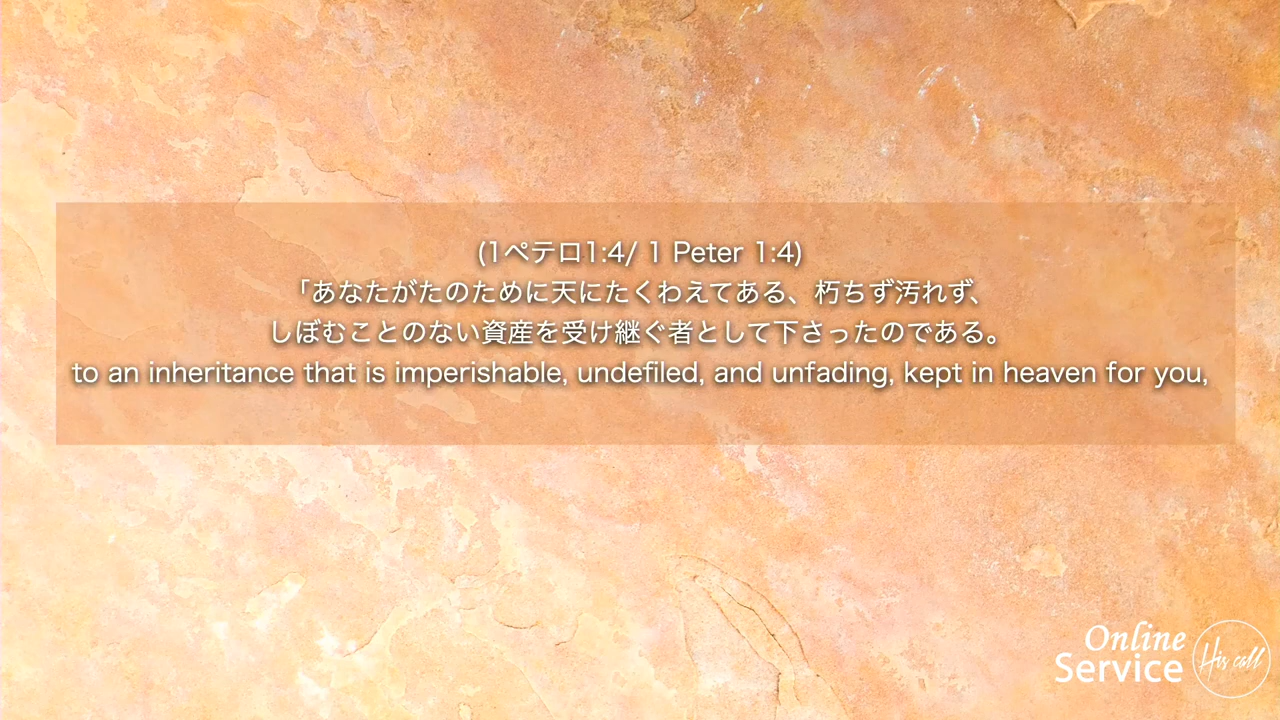 (1ペテロ1:4/ 1 Peter 1:4)
「あなたがたのために天にたくわえてある、朽ちず汚れず、
しぼむことのない資産を受け継ぐ者として下さったのである。
to an inheritance that is imperishable, undefiled, and unfading, kept in heaven for you,
Online
Service
His call